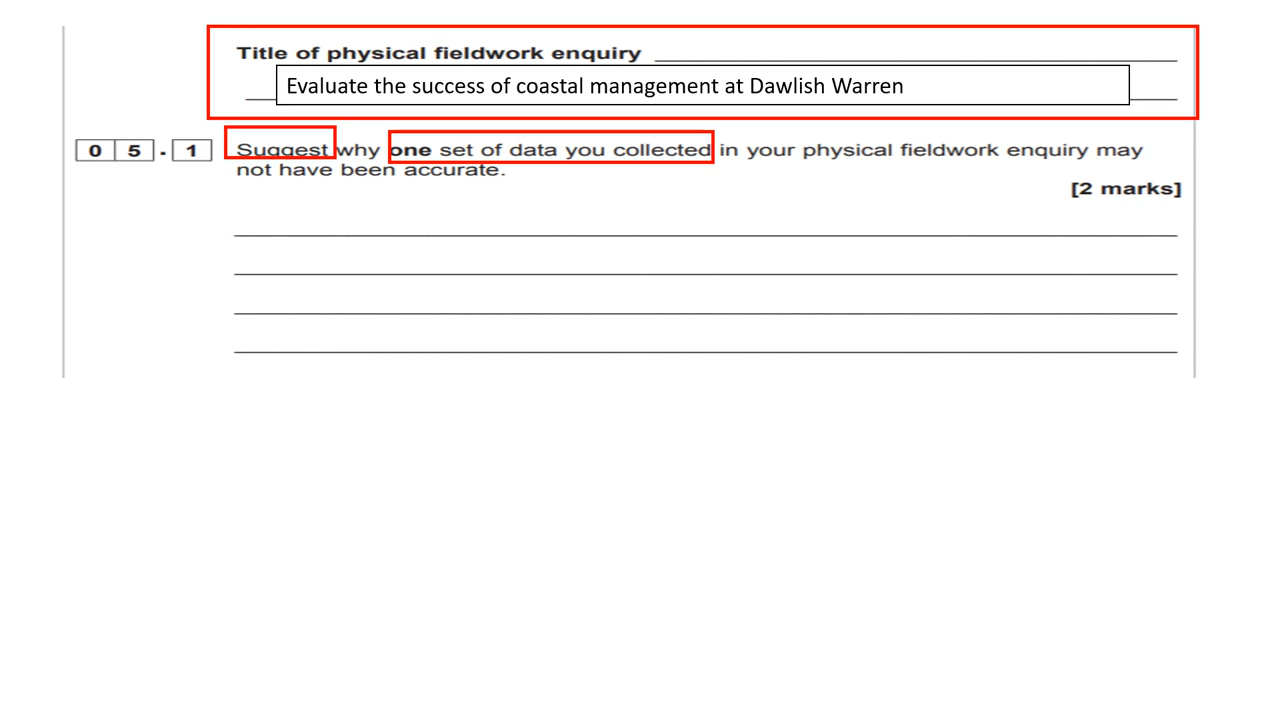 Title of physical fieldwork enquiry
Evaluate the success of coastal management at Dawlish Warren
0 5 . 1 Suggest why one set of data you collected in your physical fieldwork enquiry may
not have been accurate.
[2 marks]